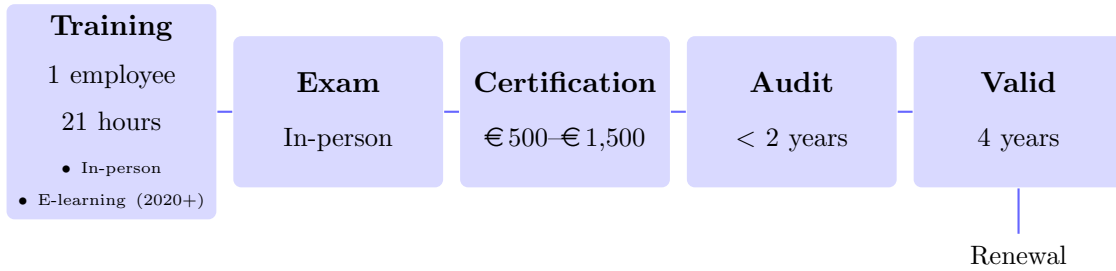 Training
1 employee
21 hours
• In-person
• E-learning (2020+)
Exam
In-person
Certification
€500–€1,500
Audit
< 2 years
Valid
4 years
Renewal